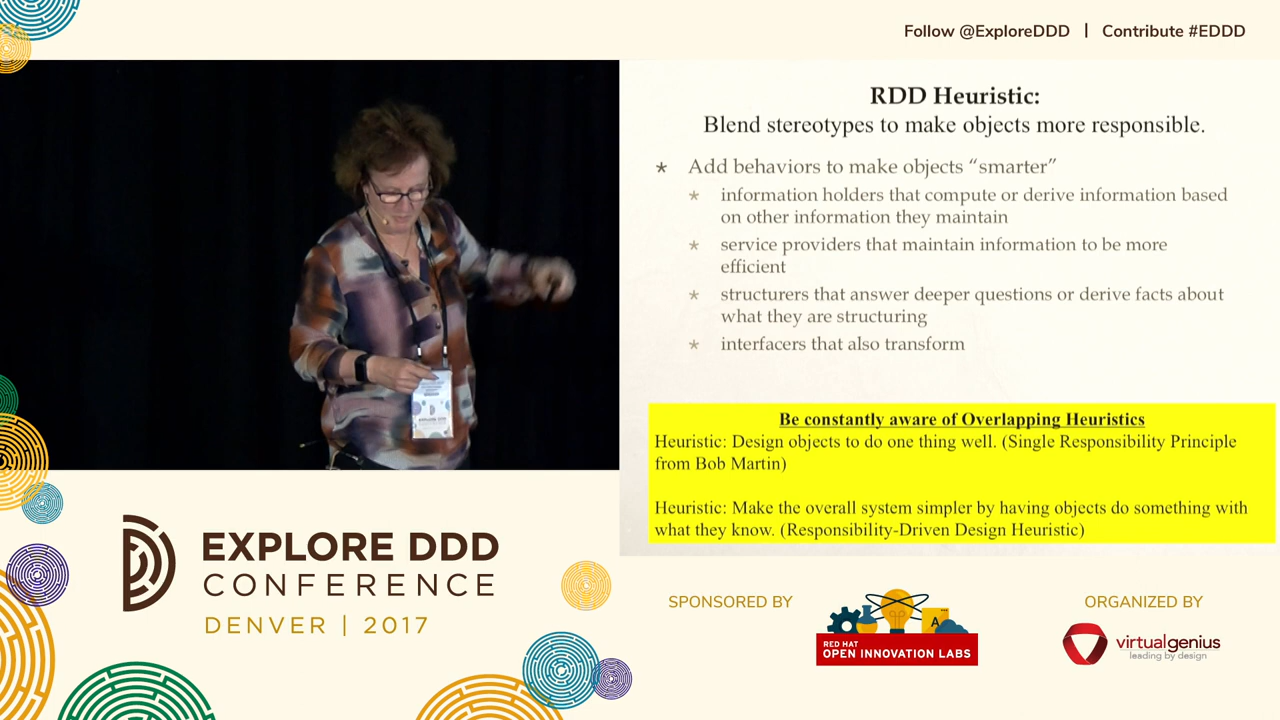 Follow @ExploreDDD | Contribute #EDDD
RDD Heuristic:
Blend stereotypes to make objects more responsible.
* Add behaviors to make objects “smarter”
* information holders that compute or derive information based
on other information they maintain
* service providers that maintain information to be more
efficient
* structurers that answer deeper questions or derive facts about
what they are structuring
* interfacers that also transform
Be constantly aware of Overlapping Heuristics
Heuristic: Design objects to do one thing well. (Single Responsibility Principle
from Bob Martin)
Heuristic: Make the overall system simpler by having objects do something with
what they know. (Responsibility-Driven Design Heuristic)
EXPLORE DDD
CONFERENCE
DENVER | 2017
SPONSORED BY
A
RED HAT
OPEN INNOVATION LABS
ORGANIZED BY
virtualgenius
leading by design
EXPLORE DDD